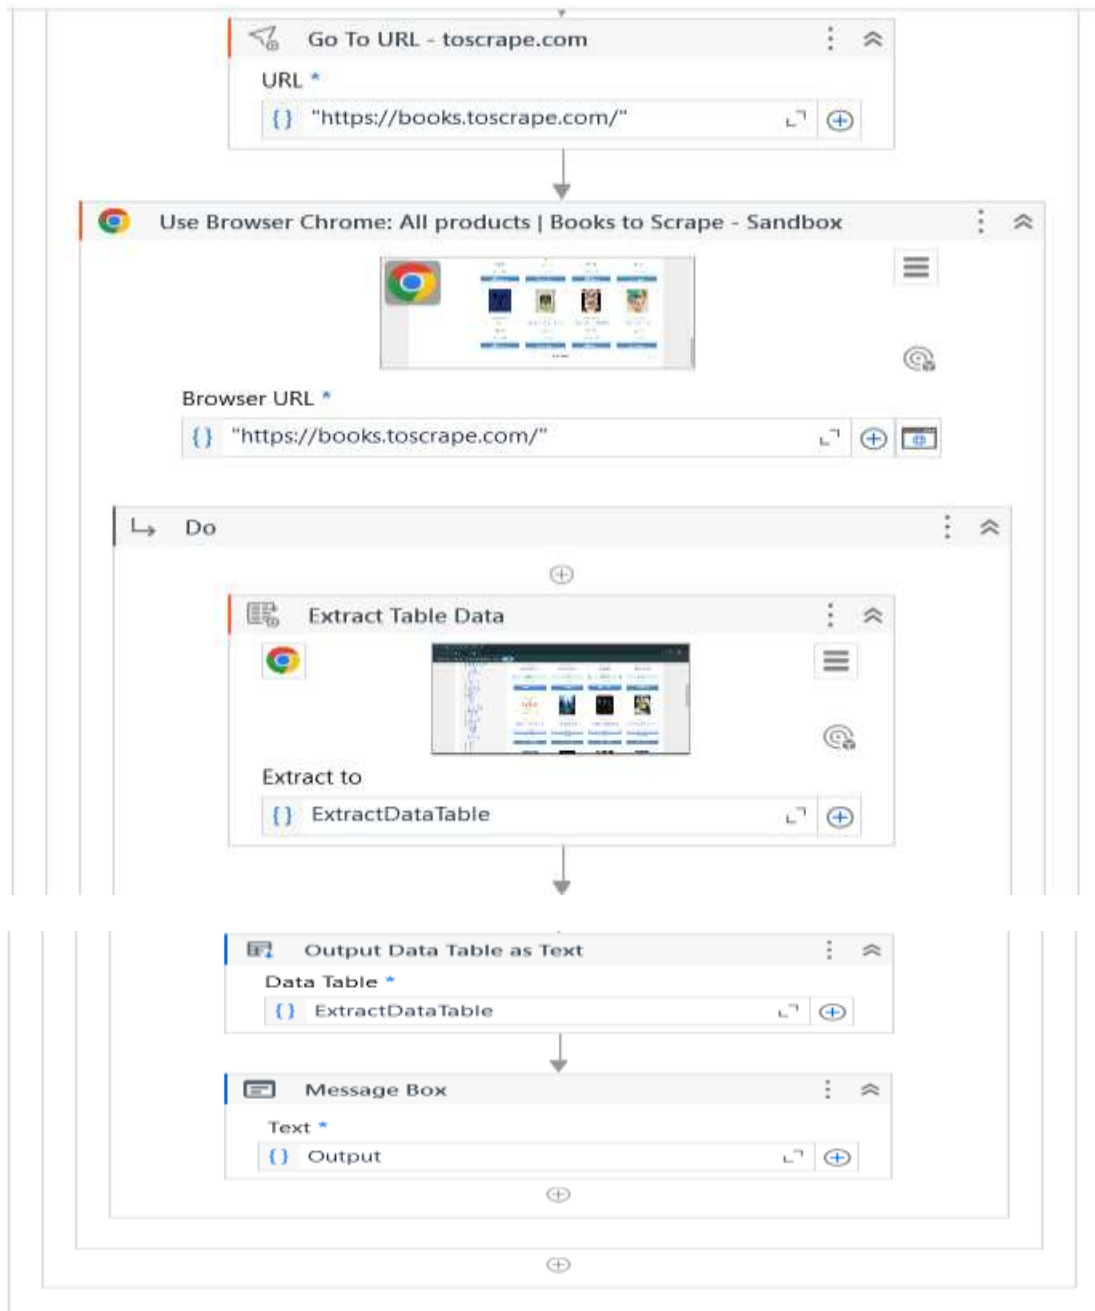 Go To URL - toscrape.com
URL *
"https://books.toscrape.com/"
Use Browser Chrome: All products | Books to Scrape - Sandbox
Browser URL *
"https://books.toscrape.com/"
Do
Extract Table Data
Extract to
ExtractDataTable
Output Data Table as Text
Data Table *
ExtractDataTable
Message Box
Text *
Output